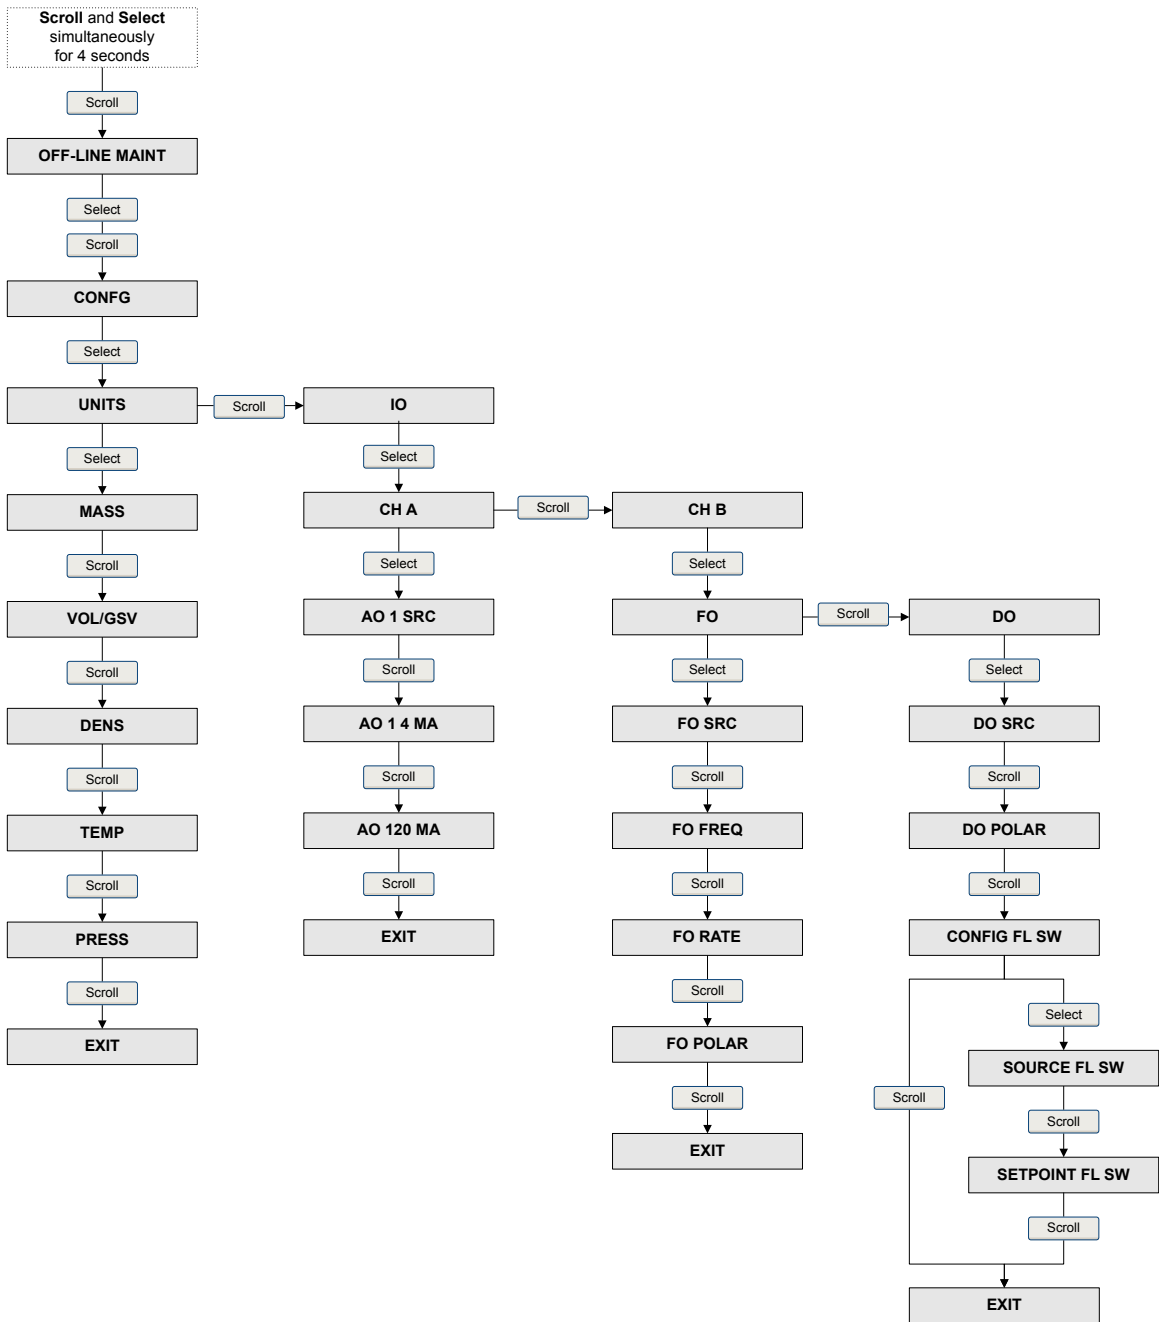 Scroll and Select
simultaneously
for 4 seconds
Scroll
OFF-LINE MAINT
Select
Scroll
CONFG
Select
UNITS
Scroll
IO
Select
MASS
Scroll
VOL/GSV
Scroll
DENS
Scroll
TEMP
Scroll
PRESS
Scroll
EXIT
Select
CH A
Scroll
CH B
Select
AO 1 SRC
Scroll
AO 1 4 MA
Scroll
AO 120 MA
Scroll
EXIT
Select
FO
Scroll
DO
Select
FO SRC
Scroll
FO FREQ
Scroll
FO RATE
Scroll
FO POLAR
Scroll
EXIT
Select
DO SRC
Scroll
DO POLAR
Scroll
CONFIG FL SW
Select
SOURCE FL SW
Scroll
Scroll
SETPOINT FL SW
Scroll
EXIT